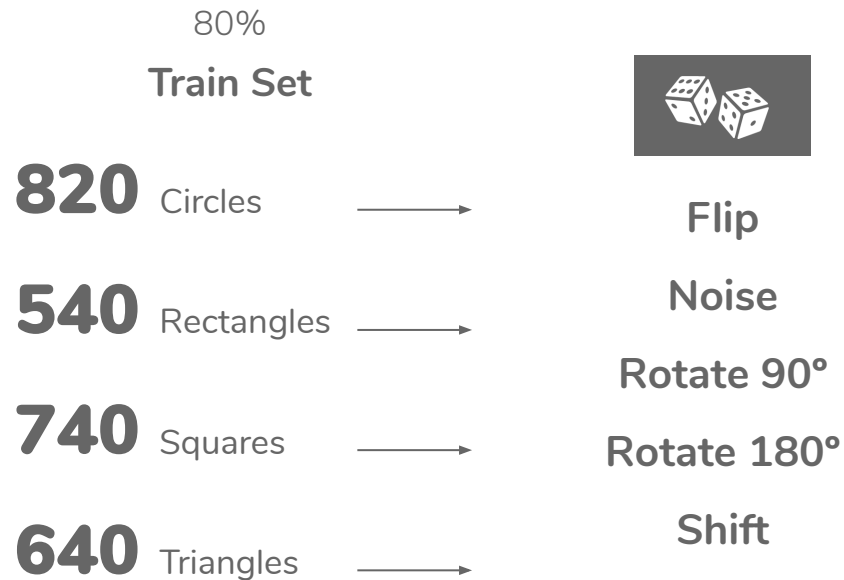 80%
Train Set
820 Circles
540 Rectangles
740 Squares
640 Triangles
Flip
Noise
Rotate 90º
Rotate 180º
Shift